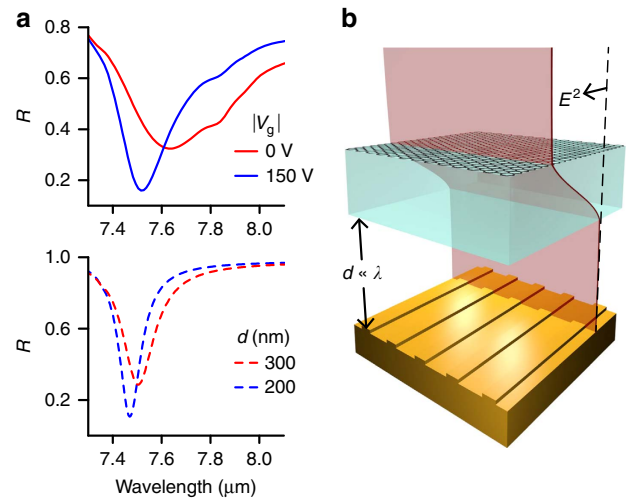 a
0.8
0.6
0.4
0.2
R
|Vg|
0 V
150 V
7.4 7.6 7.8 8.0
1.0
0.6
0.2
R
d (nm)
300
200
7.4 7.6 7.8 8.0
Wavelength (μm)
b
E²
d ≪ λ